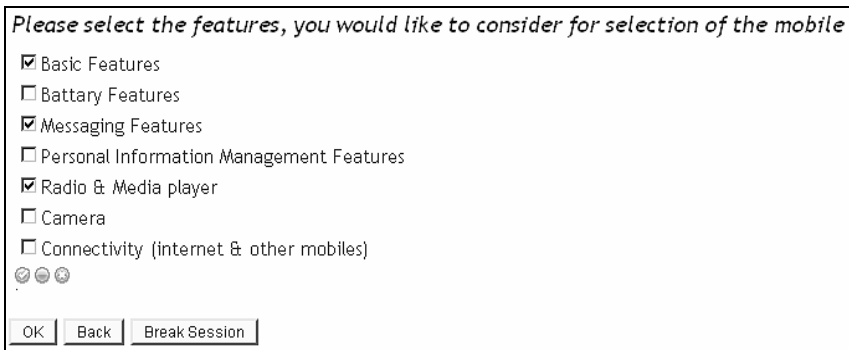 Please select the features, you would like to consider for selection of the mobile
Basic Features
Battary Features
Messaging Features
Personal Information Management Features
Radio & Media player
Camera
Connectivity (internet & other mobiles)
OK Back Break Session